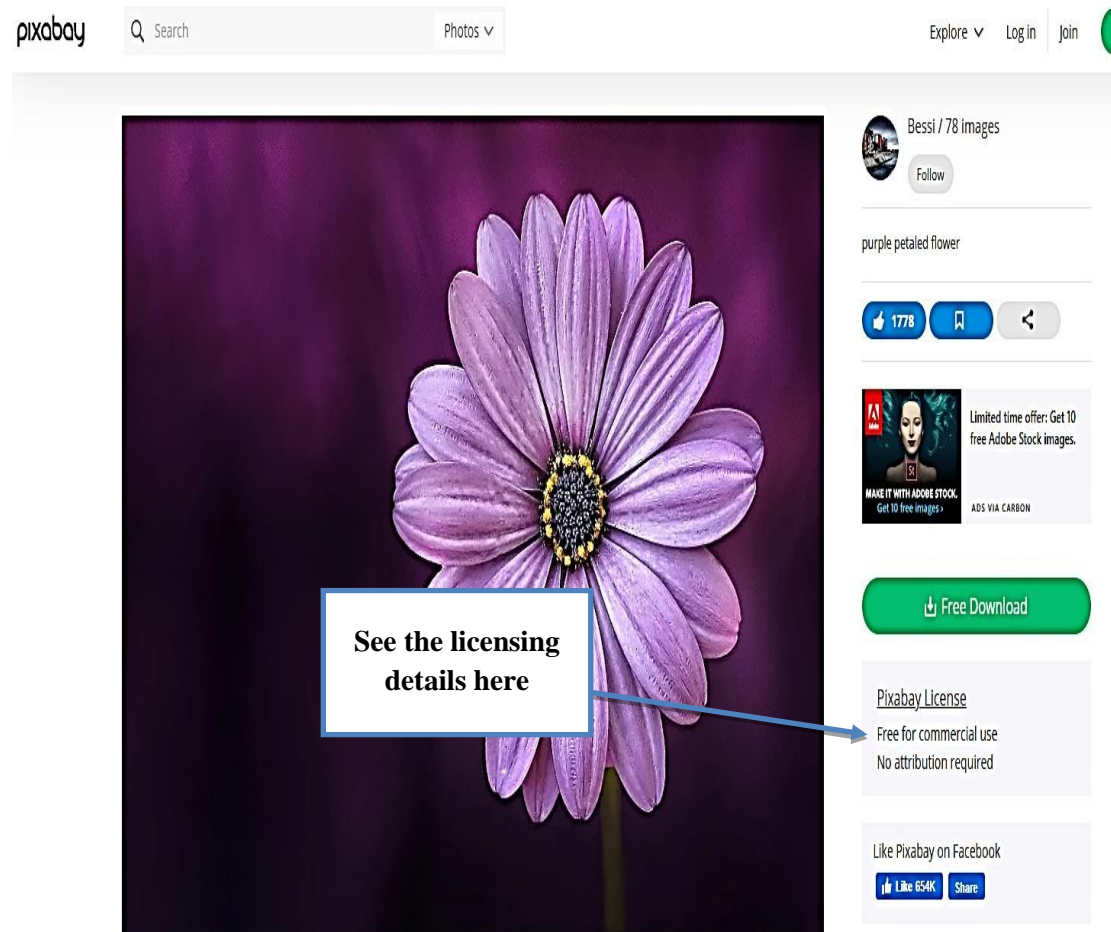 pixabay
Search
Photos
Explore
Log in
Join
Bessi / 78 images
Follow
purple petaled flower
1778
Adobe
St
MAKE IT WITH ADOBE STOCK.
Get 10 free images ›
Limited time offer: Get 10
free Adobe Stock images.
ADS VIA CARBON
Free Download
See the licensing
details here
Pixabay License
Free for commercial use
No attribution required
Like Pixabay on Facebook
Like 654K
Share